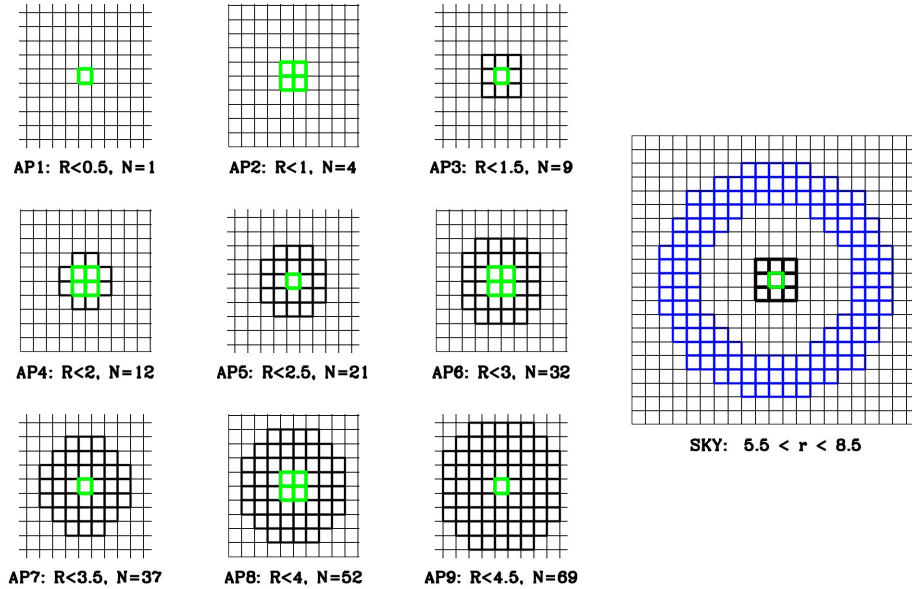 AP1: R<0.5, N=1
AP2: R<1, N=4
AP3: R<1.5, N=9
AP4: R<2, N=12
AP5: R<2.5, N=21
AP6: R<3, N=32
SKY: 5.5 < r < 8.5
AP7: R<3.5, N=37
AP8: R<4, N=52
AP9: R<4.5, N=69